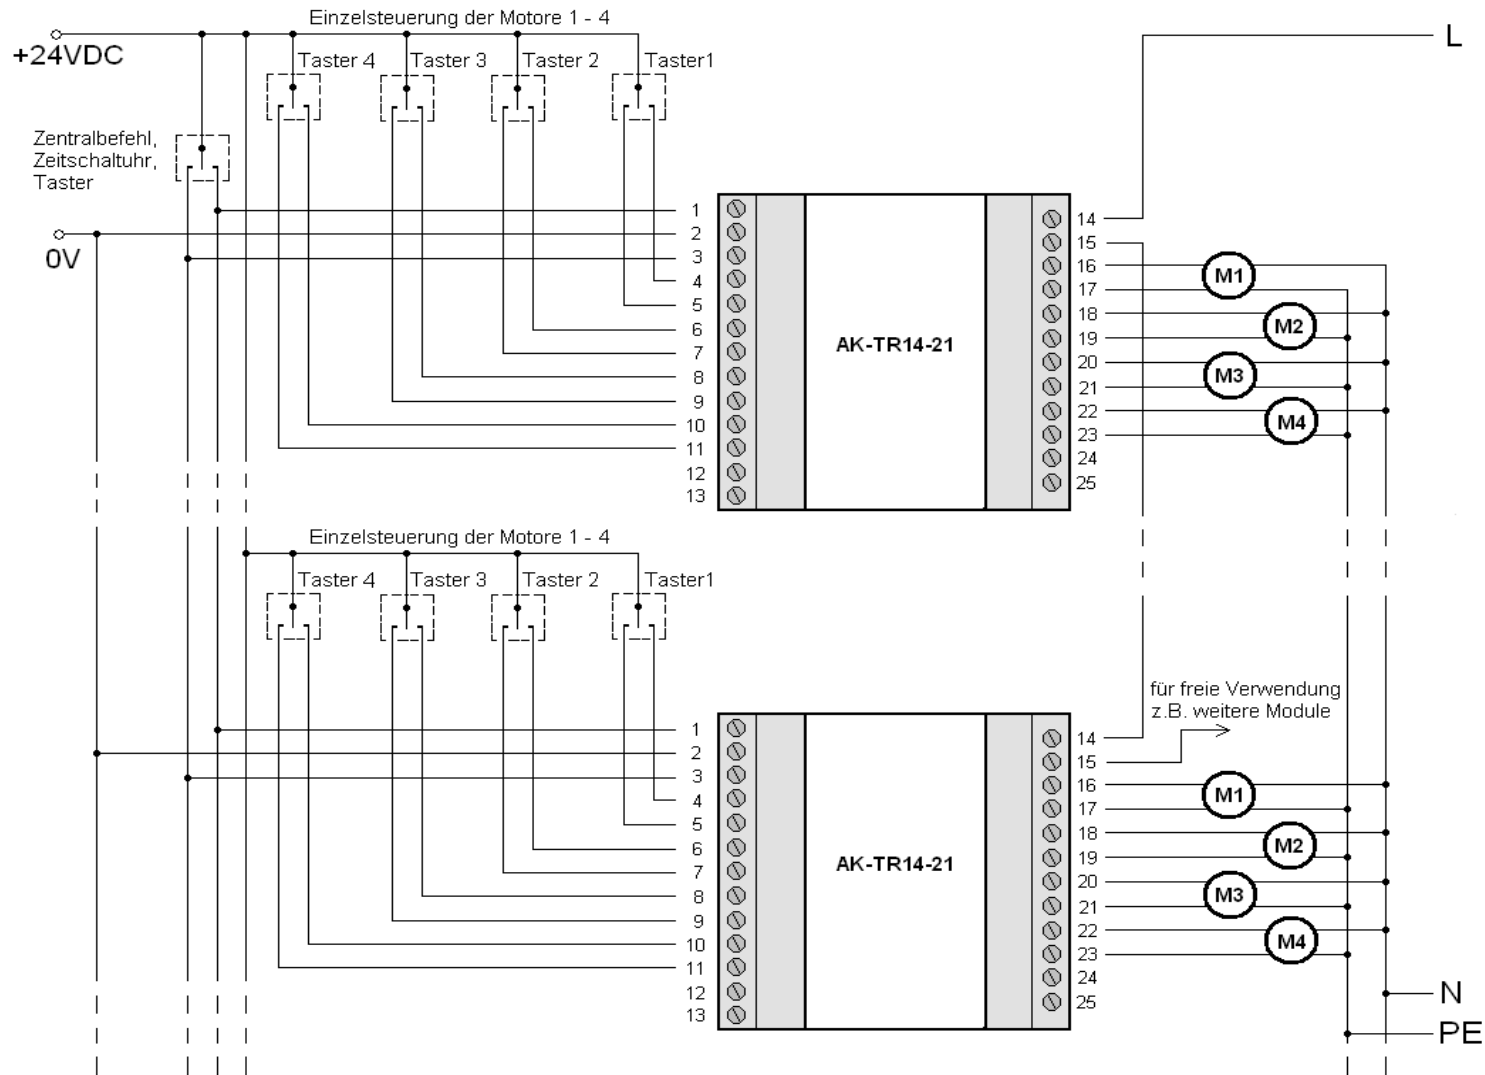 Einzelsteuerung der Motore 1 - 4
L
+24VDC
Taster 4
Taster 3
Taster 2
Taster1
Zentralbefehl,
Zeitschaltuhr,
Taster
0V
1
2
3
4
5
6
7
8
9
10
11
12
13
AK-TR14-21
14
15
16
17
18
19
20
21
22
23
24
25
M1
M2
M3
M4
Einzelsteuerung der Motore 1 - 4
Taster 4
Taster 3
Taster 2
Taster1
für freie Verwendung
z.B. weitere Module
1
2
3
4
5
6
7
8
9
10
11
12
13
AK-TR14-21
14
15
16
17
18
19
20
21
22
23
24
25
M1
M2
M3
M4
N
PE